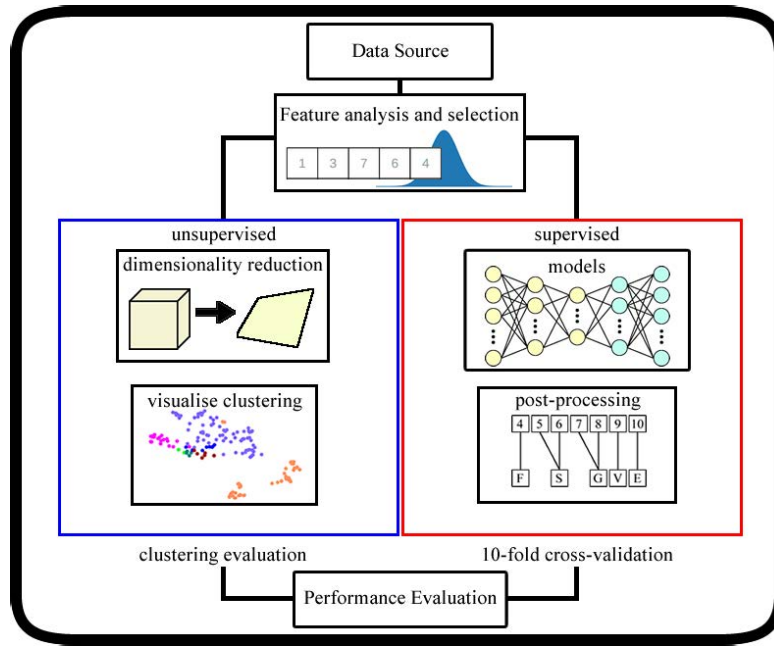 Data Source
Feature analysis and selection
1 3 7 6 4
unsupervised
dimensionality reduction
visualise clustering
clustering evaluation
supervised
models
post-processing
4 5 6 7 8 9 10
F S G V E
10-fold cross-validation
Performance Evaluation